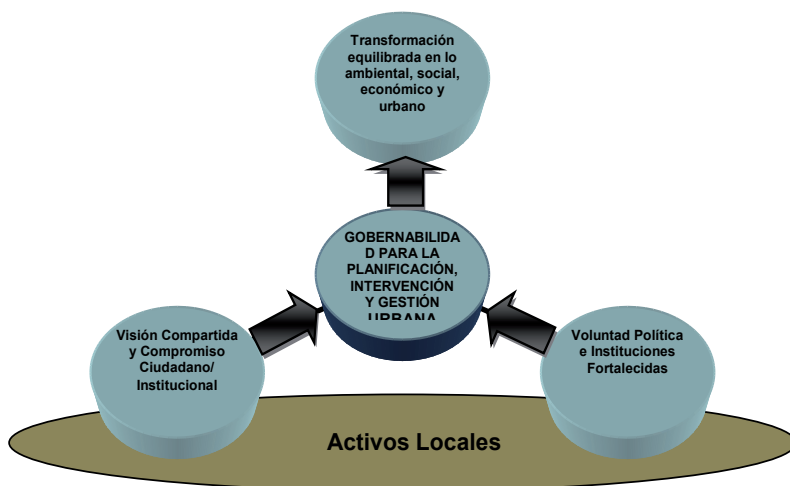 Transformación
equilibrada en lo
ambiental, social,
económico y
urbano
GOBERNABILIDA
D PARA LA
PLANIFICACIÓN,
INTERVENCIÓN
Y GESTIÓN
URBANA
Visión Compartida
y Compromiso
Ciudadano/
Institucional
Voluntad Política
e Instituciones
Fortalecidas
Activos Locales